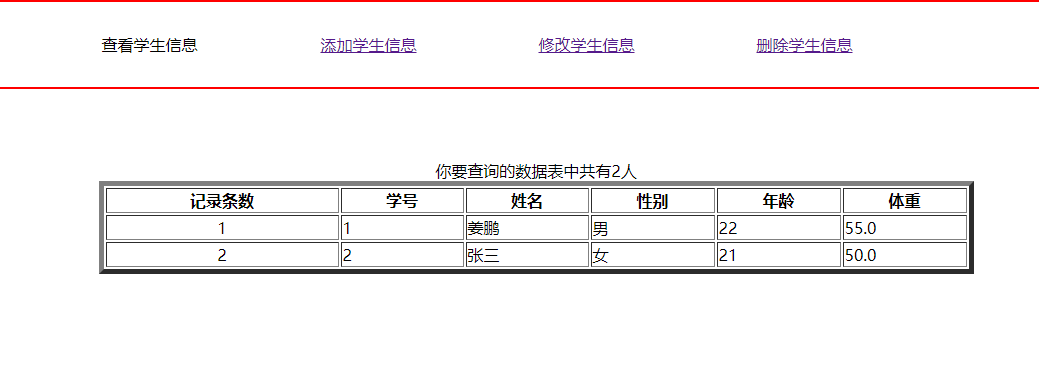 查看学生信息 添加学生信息 修改学生信息 删除学生信息
你要查询的数据表中共有2人
记录条数 学号 姓名 性别 年龄 体重
1 1 姜鹏 男 22 55.0
2 2 张三 女 21 50.0